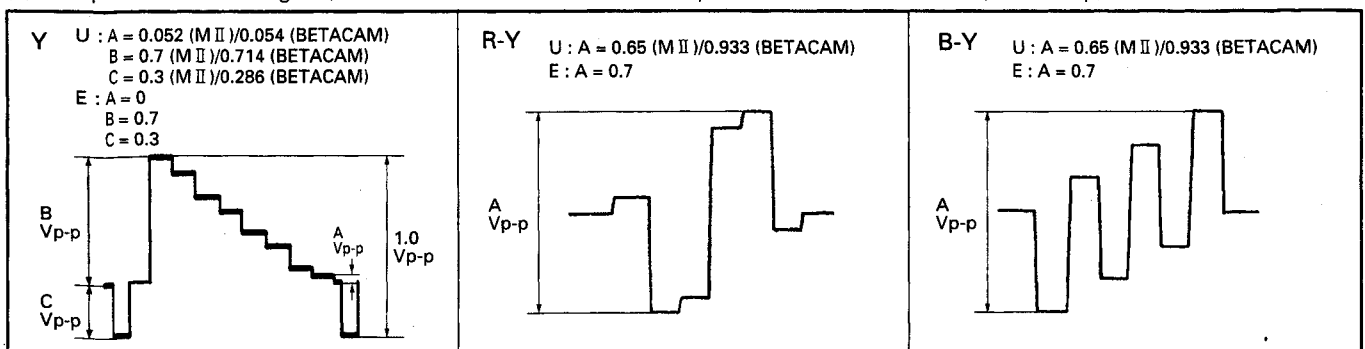 Y
U : A = 0.052 (M II)/0.054 (BETACAM)
B = 0.7 (M II)/0.714 (BETACAM)
C = 0.3 (M II)/0.286 (BETACAM)
E : A = 0
B = 0.7
C = 0.3
B
Vp-p
C
Vp-p
A
Vp-p
1.0
Vp-p
R-Y
U : A = 0.65 (M II)/0.933 (BETACAM)
E : A = 0.7
A
Vp-p
B-Y
U : A = 0.65 (M II)/0.933 (BETACAM)
E : A = 0.7
A
Vp-p